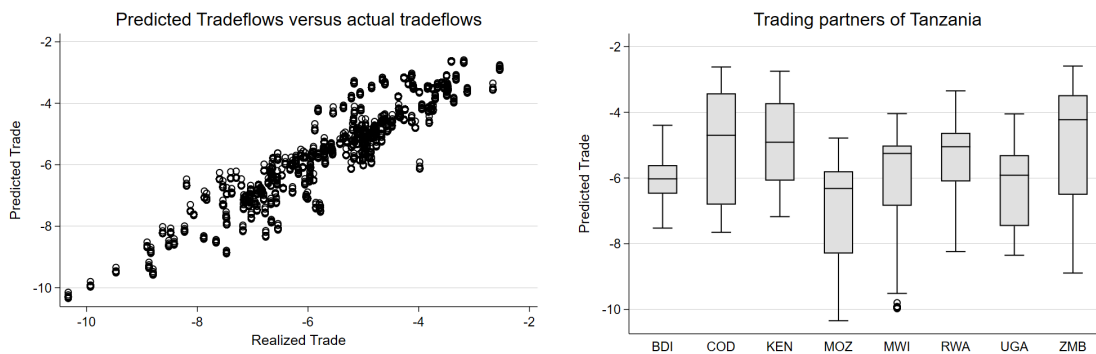 Predicted Tradeflows versus actual tradeflows
Predicted Trade
-2
-4
-6
-8
-10
-10 -8 -6 -4 -2
Realized Trade
Trading partners of Tanzania
Predicted Trade
-2
-4
-6
-8
-10
BDI COD KEN MOZ MWI RWA UGA ZMB